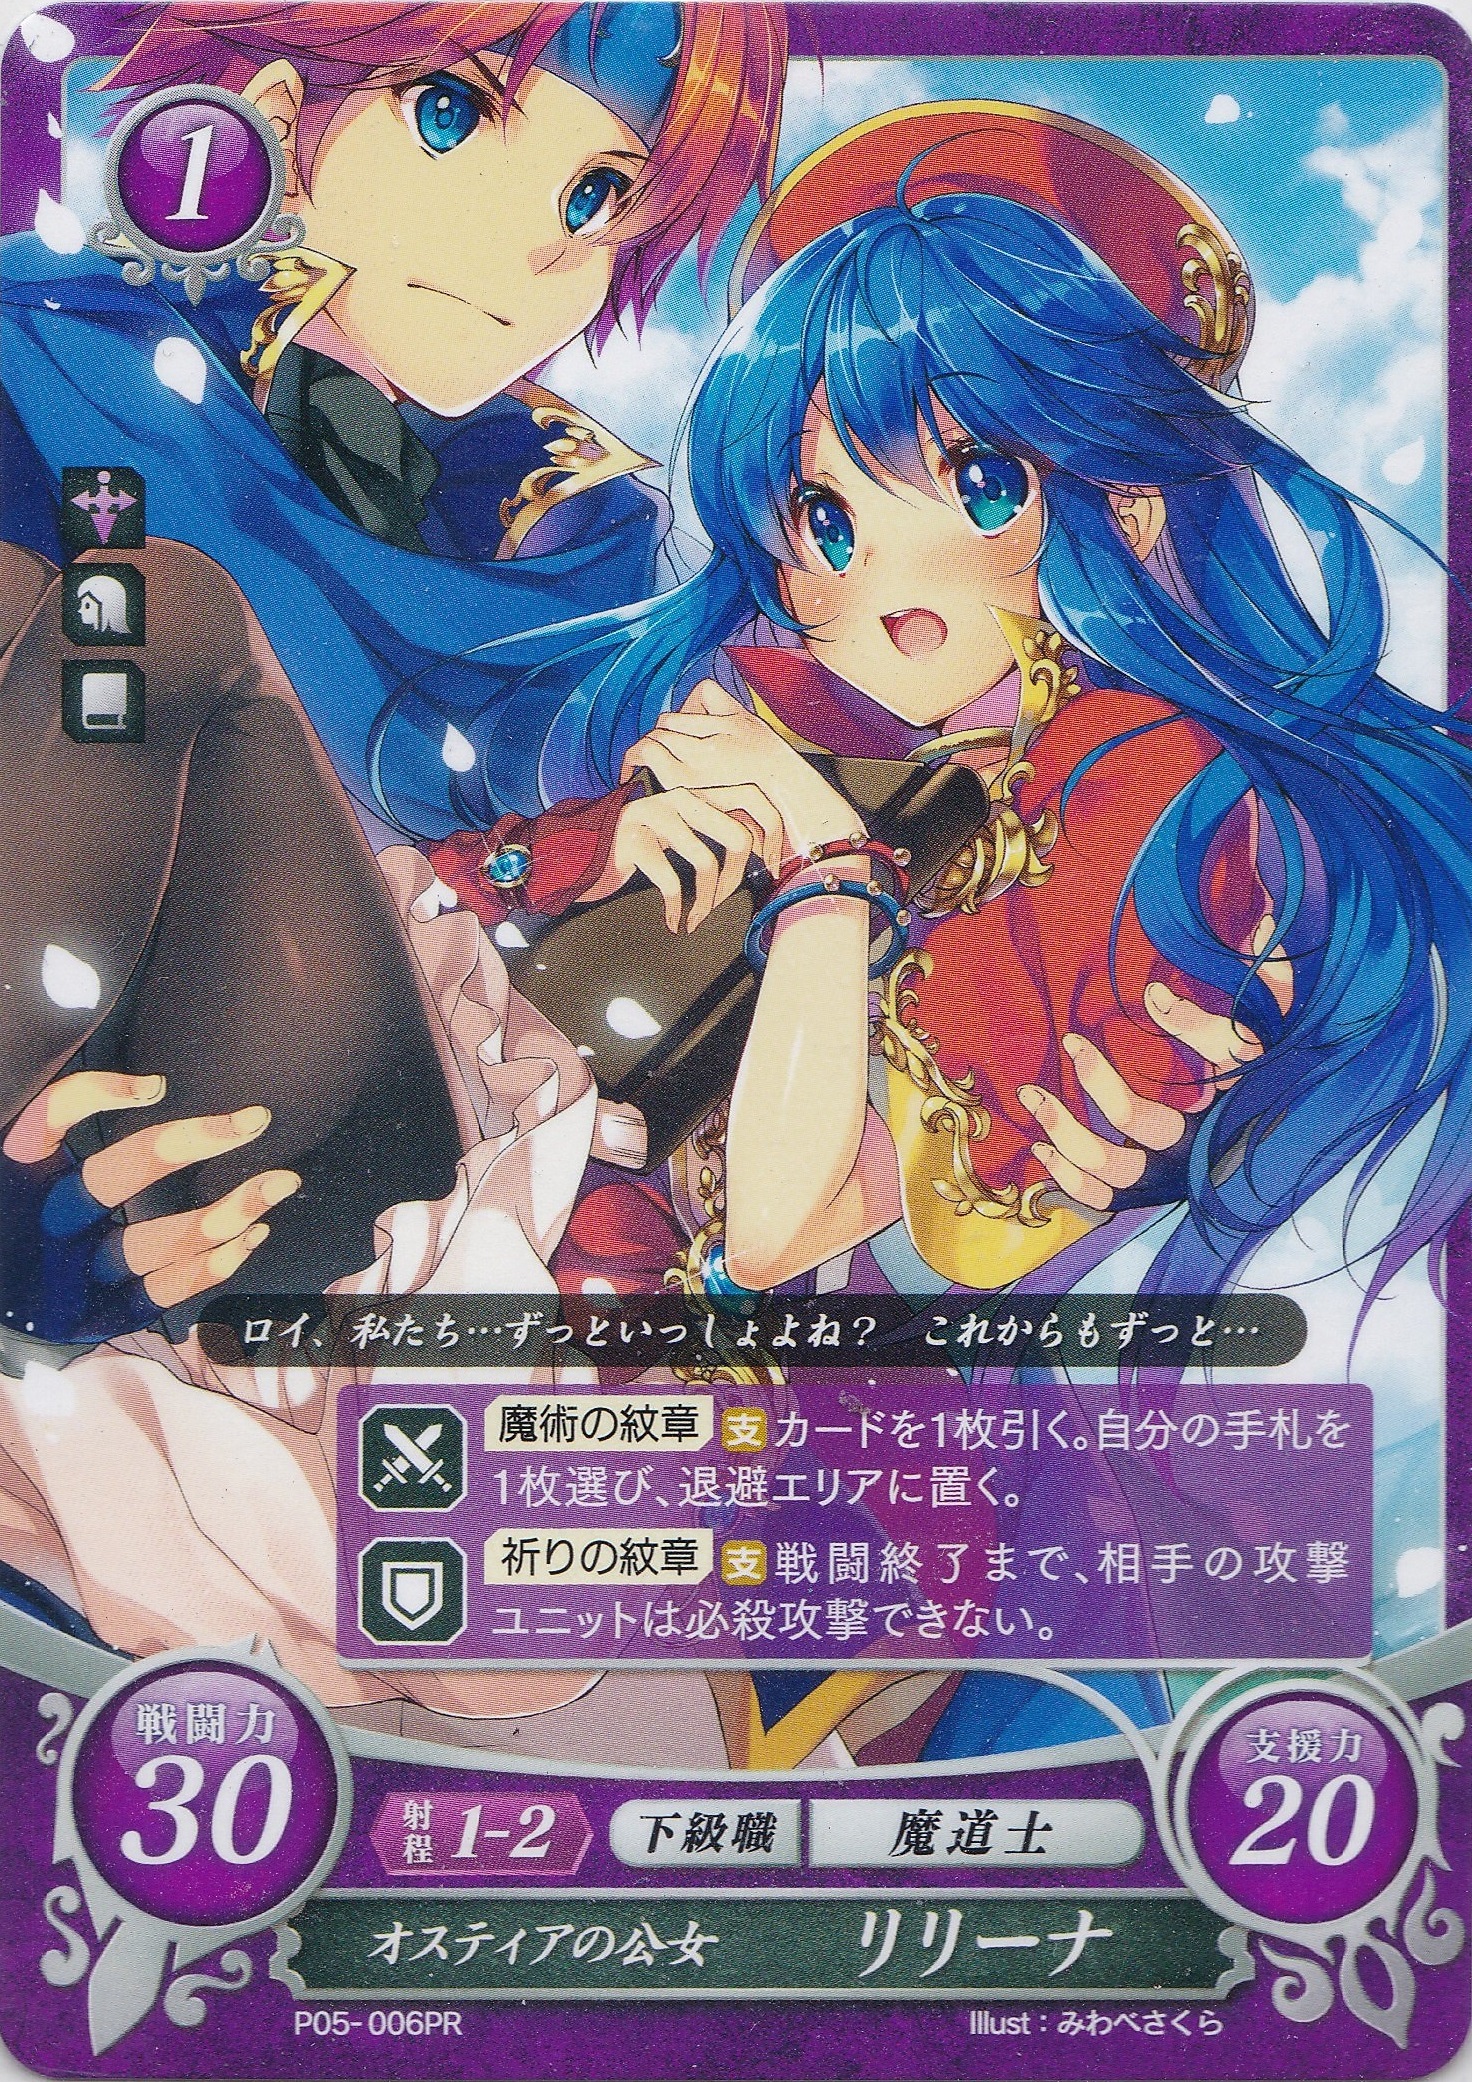 1
ロイ、私たち…ずっといっしょよね？　これからもずっと…
魔術の紋章 支 カードを1枚引く。自分の手札を
1枚選び、退避エリアに置く。
祈りの紋章 支 戦闘終了まで、相手の攻撃
ユニットは必殺攻撃できない。
戦闘力
30
射程 1-2
下級職
魔道士
支援力
20
オスティアの公女　リリーナ
P05-006PR
Illust：みわべさくら